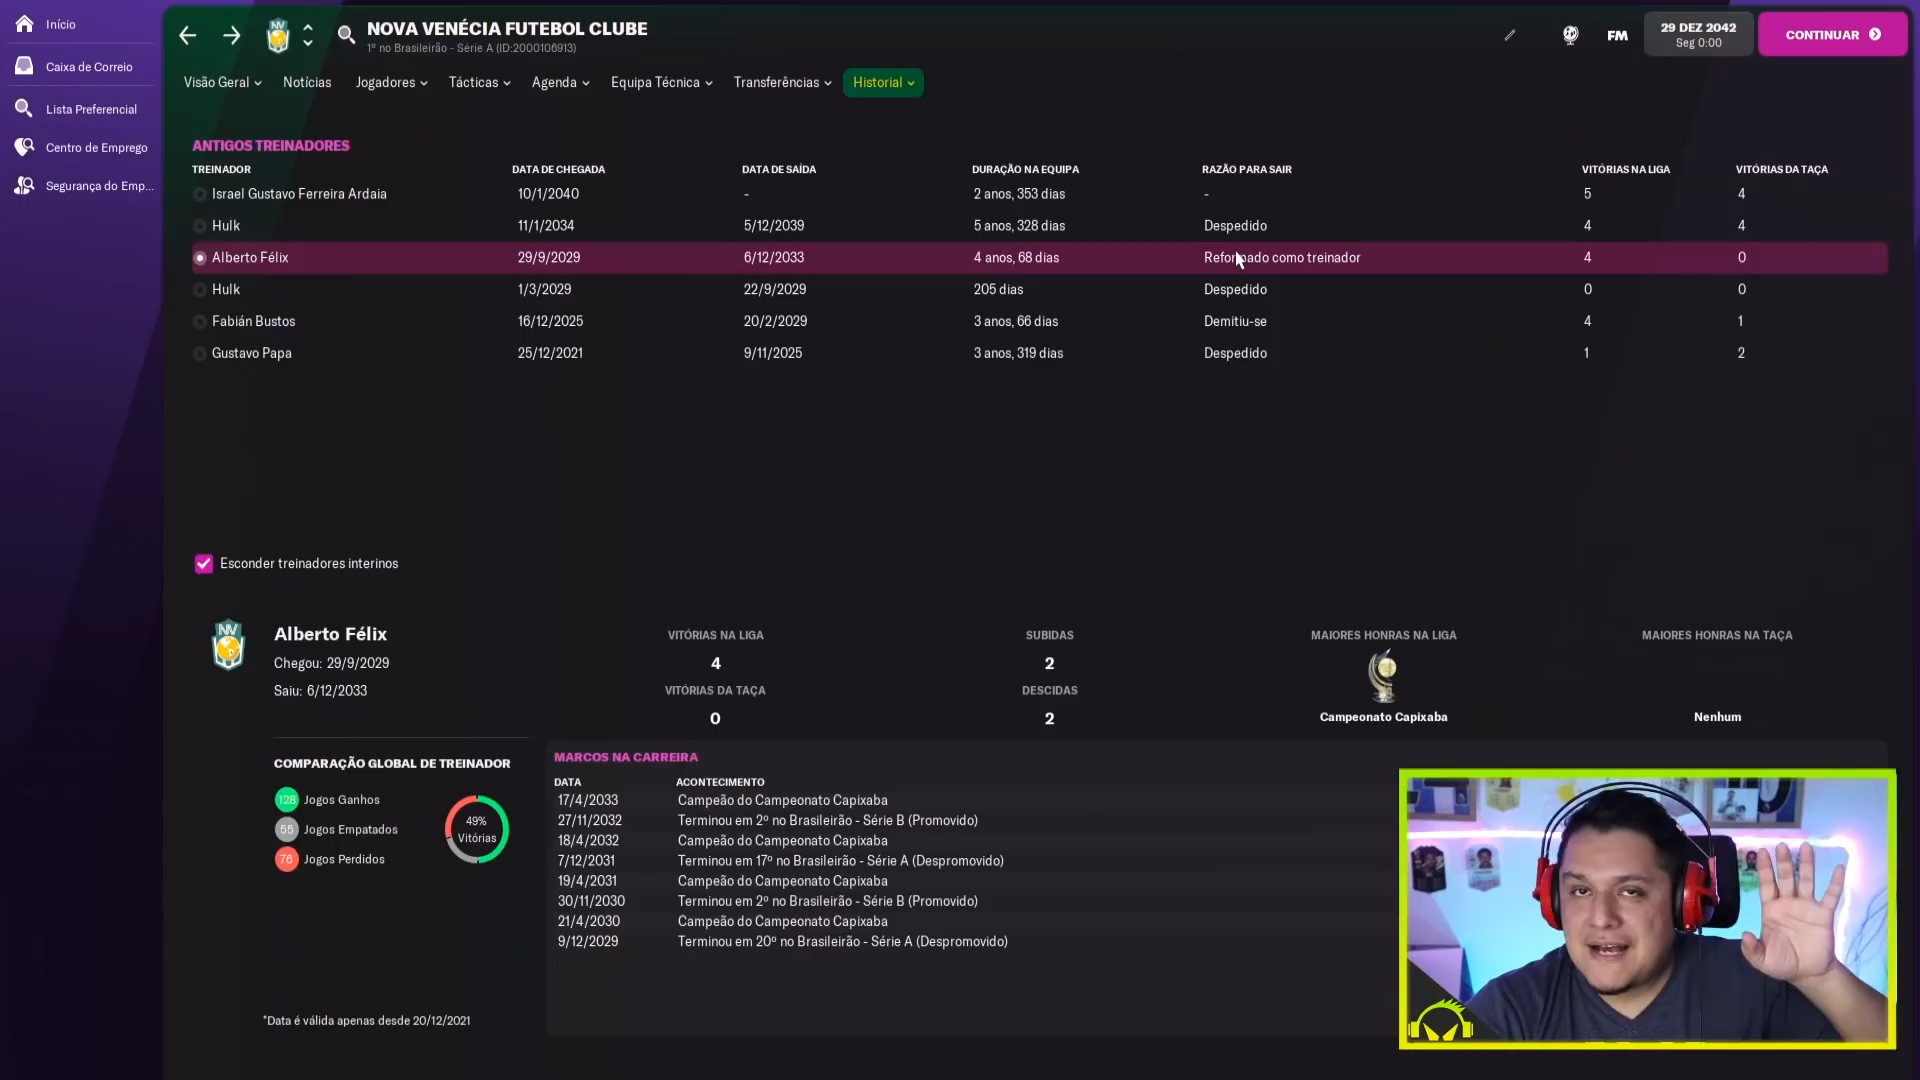 Início
Caixa de Correio
Lista Preferencial
Centro de Emprego
Segurança do Emp...
NOVA VENÉCIA FUTEBOL CLUBE
1º no Brasileirão - Série A (ID:2000106913)
FM
29 DEZ 2042
Seg 0:00
CONTINUAR
Visão Geral
Notícias
Jogadores
Tácticas
Agenda
Equipa Técnica
Transferências
Historial
ANTIGOS TREINADORES
TREINADOR DATA DE CHEGADA DATA DE SAÍDA DURAÇÃO NA EQUIPA RAZÃO PARA SAIR VITÓRIAS NA LIGA VITÓRIAS DA TAÇA
Israel Gustavo Ferreira Ardaia 10/1/2040 - 2 anos, 353 dias - 5 4
Hulk 11/1/2034 5/12/2039 5 anos, 328 dias Despedido 4 4
Alberto Félix 29/9/2029 6/12/2033 4 anos, 68 dias Reformado como treinador 4 0
Hulk 1/3/2029 22/9/2029 205 dias Despedido 0 0
Fabián Bustos 16/12/2025 20/2/2029 3 anos, 66 dias Demitiu-se 4 1
Gustavo Papa 25/12/2021 9/11/2025 3 anos, 319 dias Despedido 1 2
Esconder treinadores interinos
NV
Alberto Félix
Chegou: 29/9/2029
Saiu: 6/12/2033
VITÓRIAS NA LIGA
4
VITÓRIAS DA TAÇA
0
SUBIDAS
2
DESCIDAS
2
MAIORES HONRAS NA LIGA
Campeonato Capixaba
MAIORES HONRAS NA TAÇA
Nenhum
COMPARAÇÃO GLOBAL DE TREINADOR
128 Jogos Ganhos
55 Jogos Empatados
76 Jogos Perdidos
49%
Vitórias
*Data é válida apenas desde 20/12/2021
MARCOS NA CARREIRA
DATA ACONTECIMENTO
17/4/2033 Campeão do Campeonato Capixaba
27/11/2032 Terminou em 2º no Brasileirão - Série B (Promovido)
18/4/2032 Campeão do Campeonato Capixaba
7/12/2031 Terminou em 17º no Brasileirão - Série A (Despromovido)
19/4/2031 Campeão do Campeonato Capixaba
30/11/2030 Terminou em 2º no Brasileirão - Série B (Promovido)
21/4/2030 Campeão do Campeonato Capixaba
9/12/2029 Terminou em 20º no Brasileirão - Série A (Despromovido)